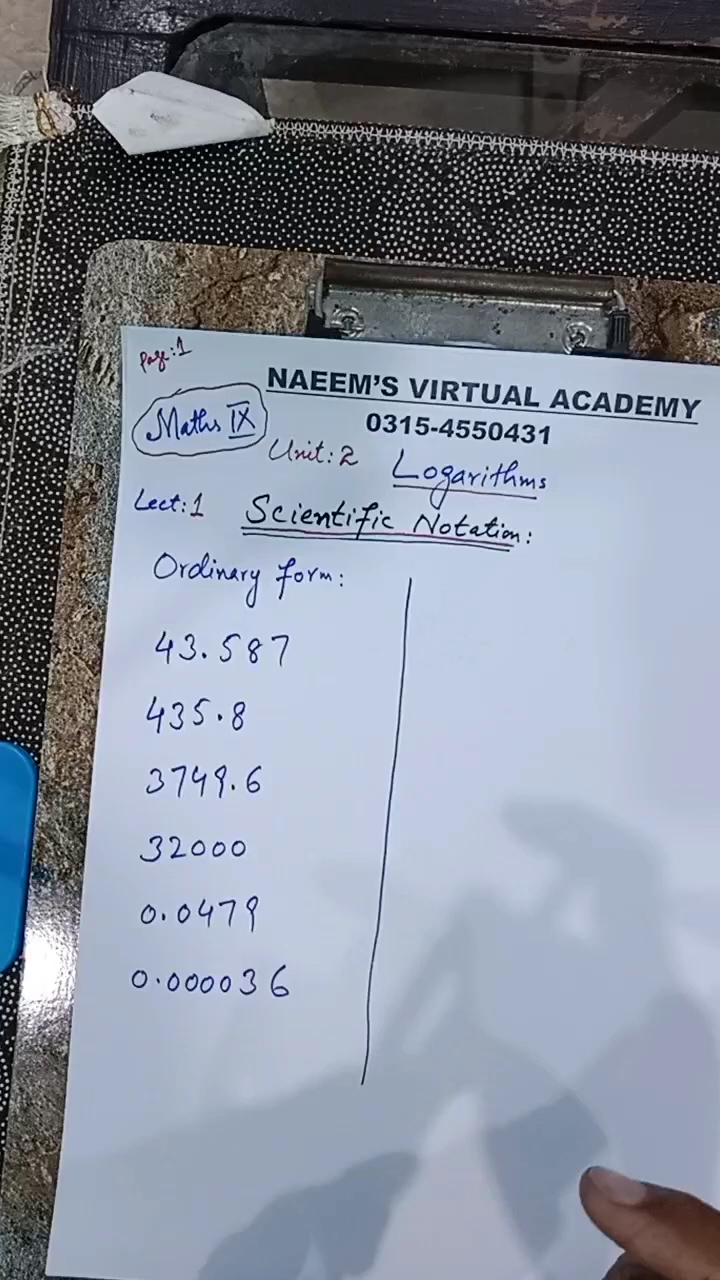 Page:1
NAEEM'S VIRTUAL ACADEMY
Maths IX
0315-4550431
Unit: 2 Logarithms
Lect: 1 Scientific Notation:
Ordinary form:
43.587
435.8
3749.6
32000
0.0479
0.000036